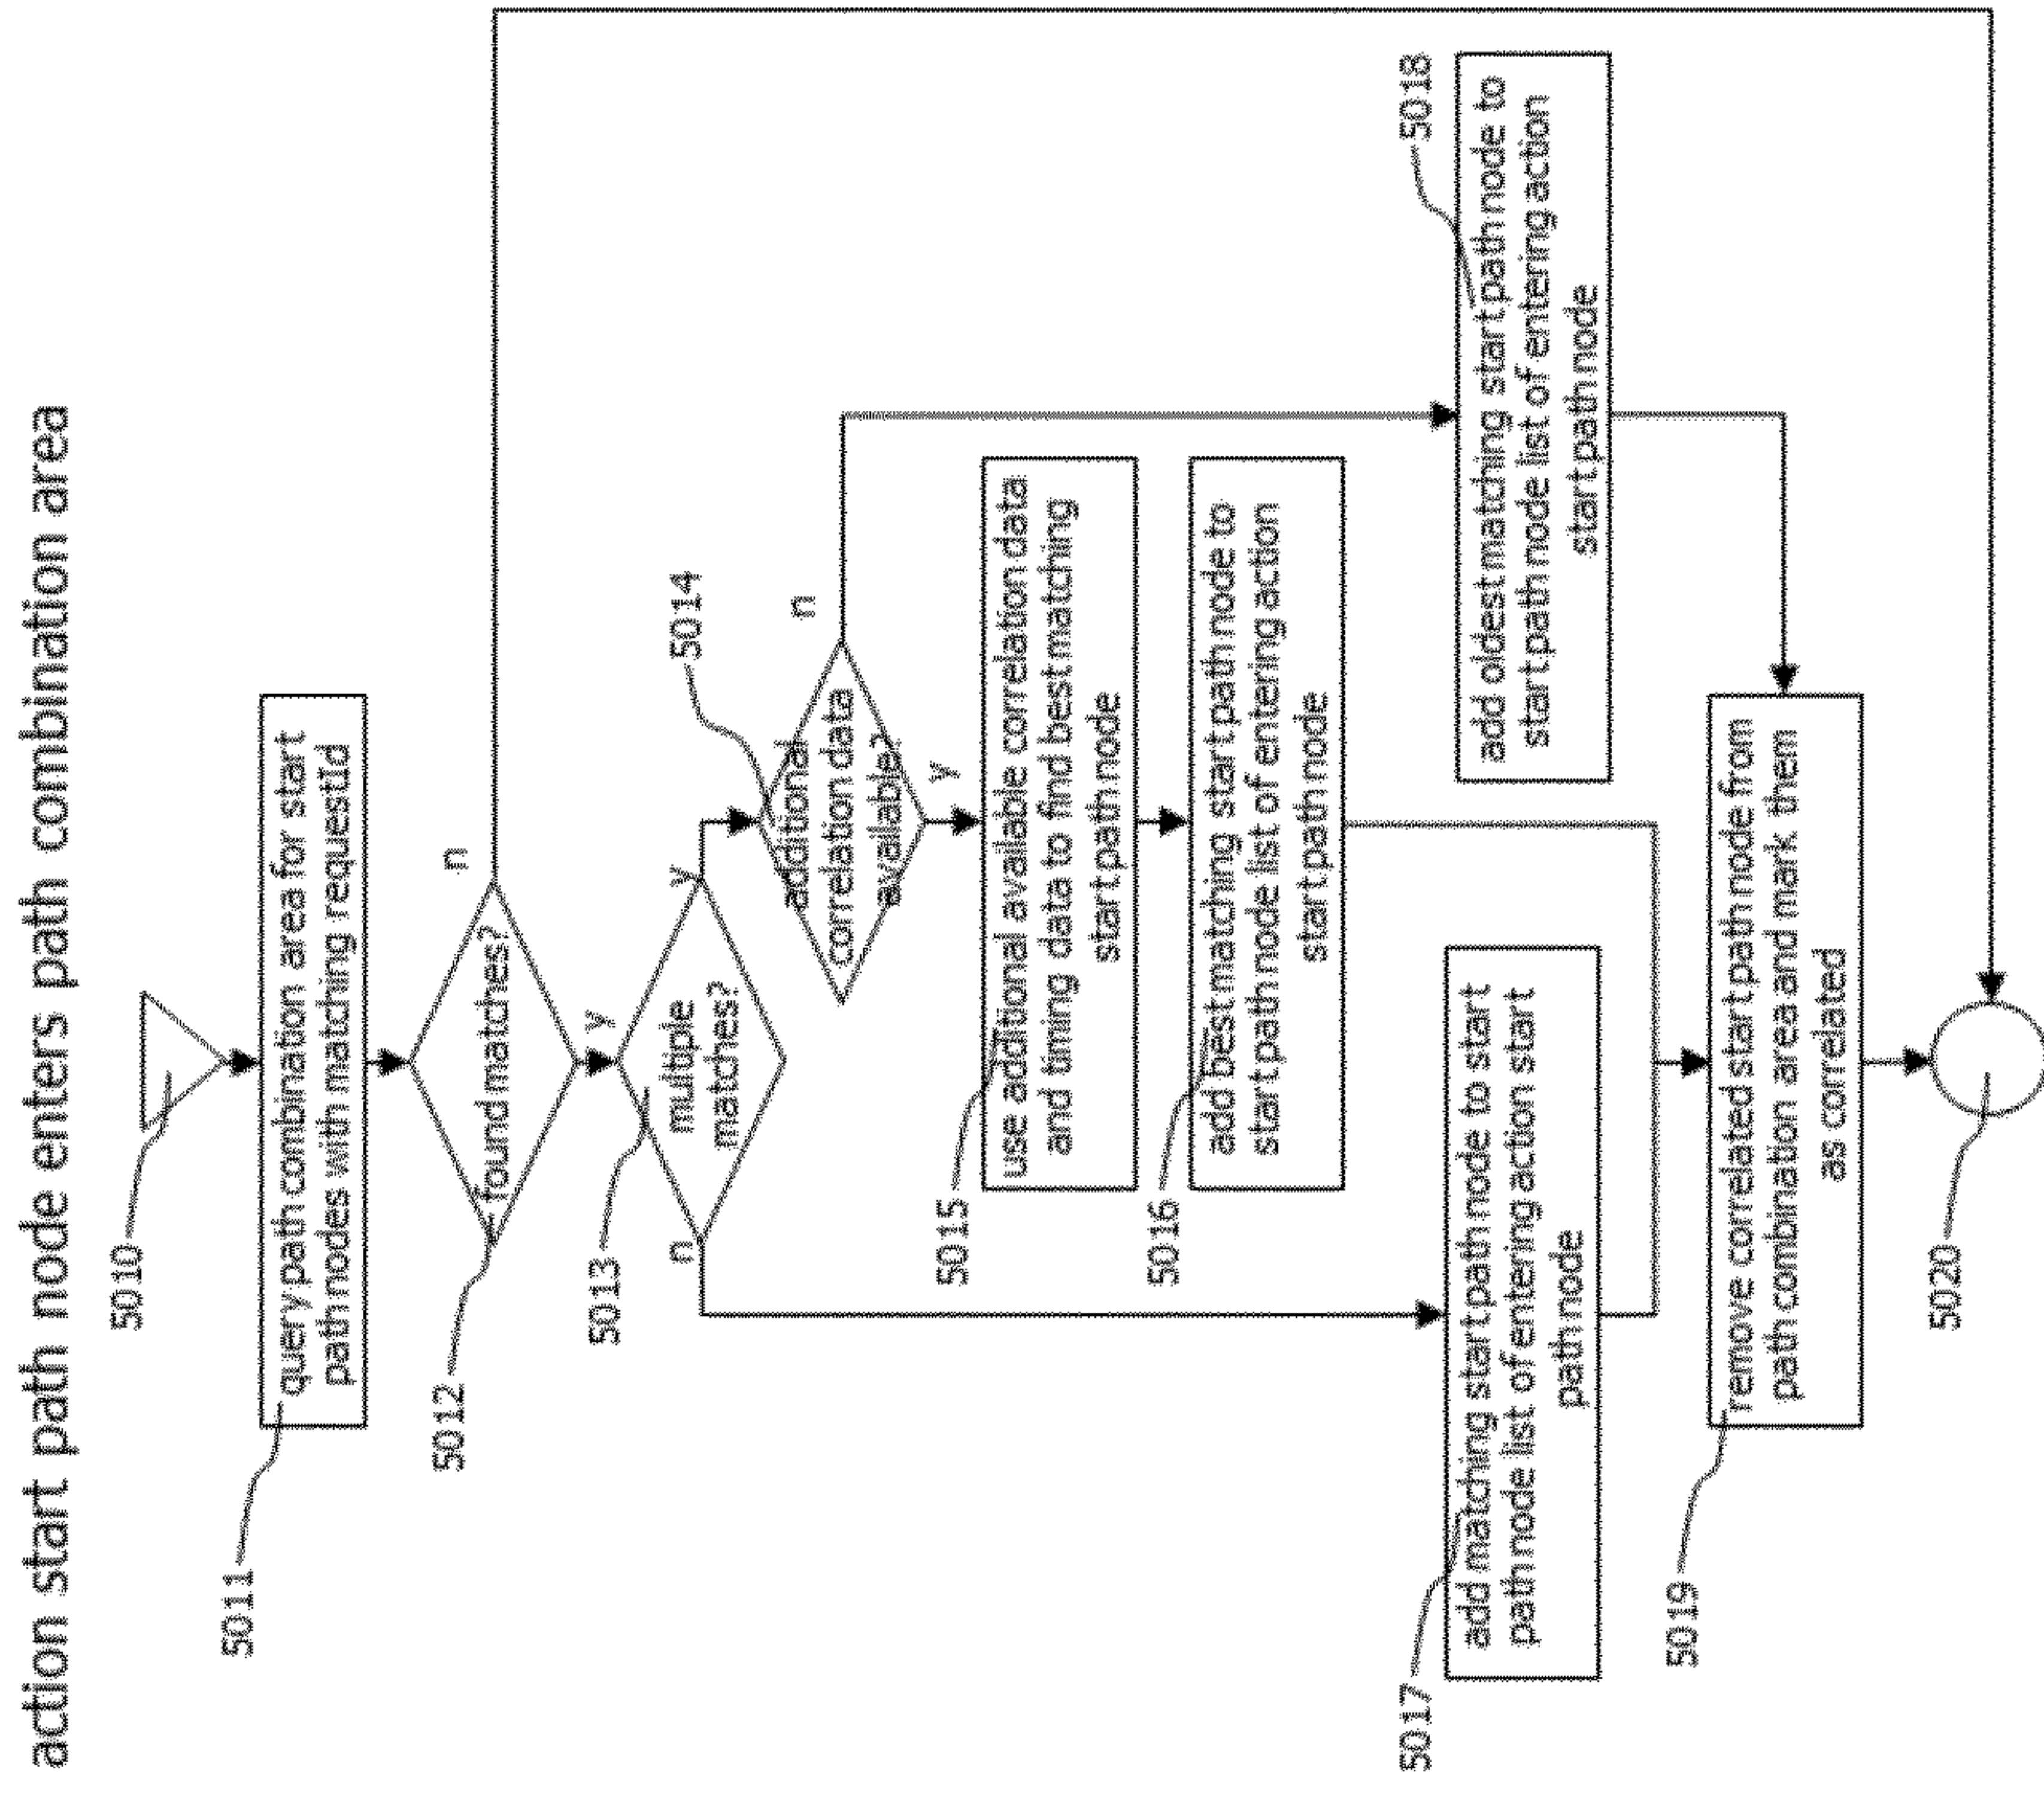 action start path node enters path combination area
5010
5011
query path combination area for start
path nodes with matching requestId
5012
found matches?
n
y
5013
multiple
matches?
n
y
5014
additional
correlation data
available?
n
y
5015
use additional available correlation data
and timing data to find best matching
start path node
5016
add best matching start path node to
start path node list of entering action
start path node
5017
add matching start path node to start
path node list of entering action start
path node
5018
add oldest matching start path node to
start path node list of entering action
start path node
5019
remove correlated start path node from
path combination area and mark them
as correlated
5020